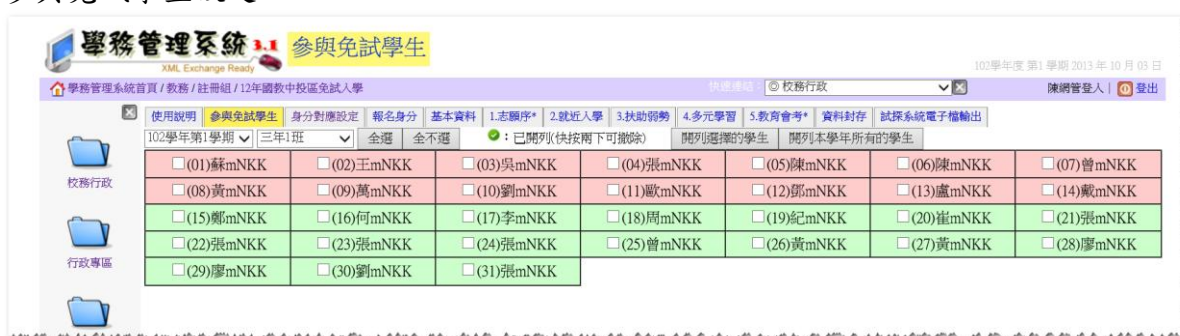 學務管理系統 3.1 參與免試學生
XML Exchange Ready
102學年度 第1 學期 2013 年 10 月 03 日
學務管理系統首頁 / 教務 / 註冊組 / 12年國教中投區免試入學 快速連結： ◎ 校務行政 陳網管登入 | 登出
使用說明 參與免試學生 身分對應設定 報名身分 基本資料 1.志願序* 2.就近入學 3.扶助弱勢 4.多元學習 5.教育會考* 資料封存 試探系統電子檔輸出
102學年第1學期 三年1班 全選 全不選 ：已開列(快按兩下可撤除) 開列選擇的學生 開列本學年所有的學生
(01)蘇mNKK (02)王mNKK (03)吳mNKK (04)張mNKK (05)陳mNKK (06)陳mNKK (07)曾mNKK
校務行政
(08)黃mNKK (09)萬mNKK (10)劉mNKK (11)歐mNKK (12)鄧mNKK (13)盧mNKK (14)戴mNKK
(15)鄭mNKK (16)何mNKK (17)李mNKK (18)周mNKK (19)紀mNKK (20)崔mNKK (21)張mNKK
(22)張mNKK (23)張mNKK (24)張mNKK (25)曾mNKK (26)黃mNKK (27)黃mNKK (28)廖mNKK
行政專區
(29)廖mNKK (30)劉mNKK (31)張mNKK